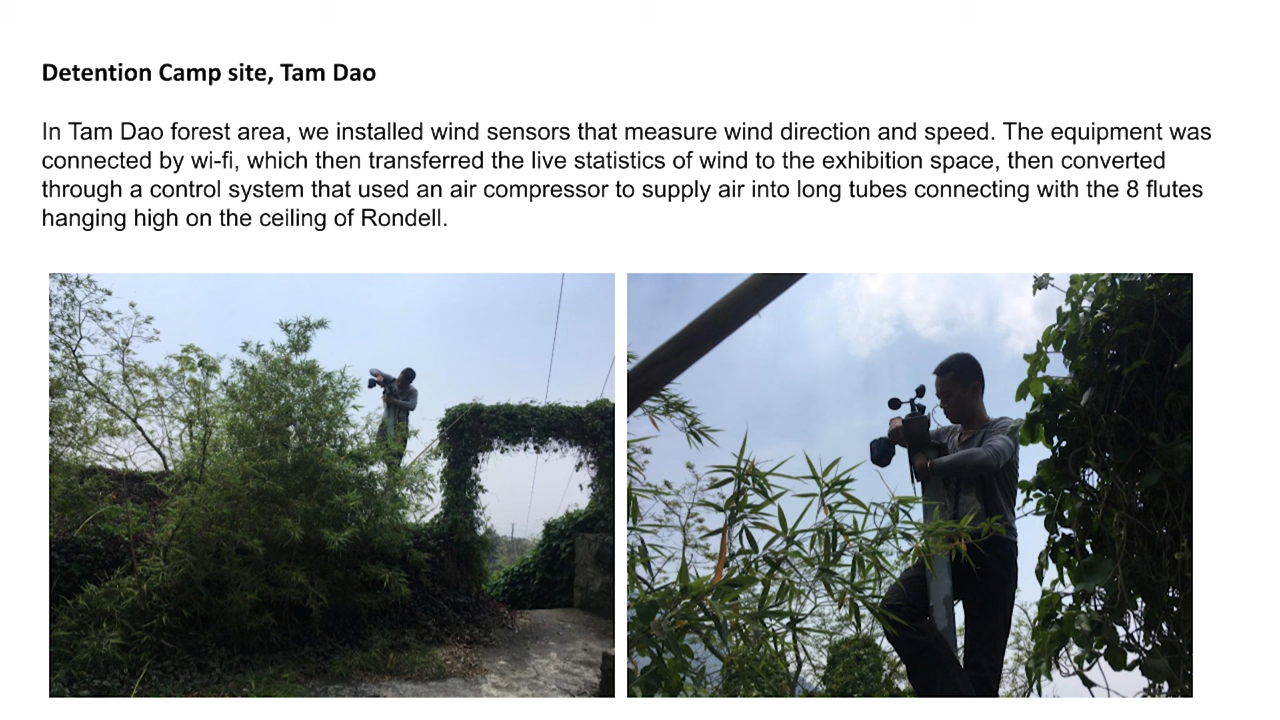 Detention Camp site, Tam Dao
In Tam Dao forest area, we installed wind sensors that measure wind direction and speed. The equipment was
connected by wi-fi, which then transferred the live statistics of wind to the exhibition space, then converted
through a control system that used an air compressor to supply air into long tubes connecting with the 8 flutes
hanging high on the ceiling of Rondell.